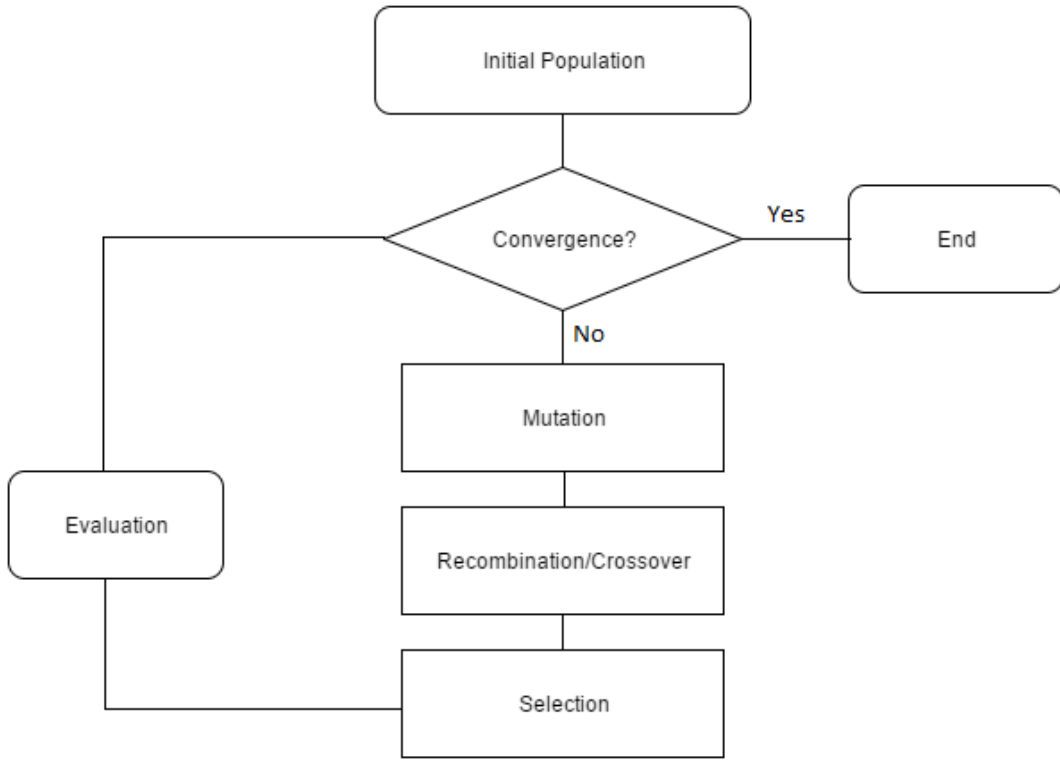 Initial Population
Convergence?
Yes
End
No
Mutation
Evaluation
Recombination/Crossover
Selection